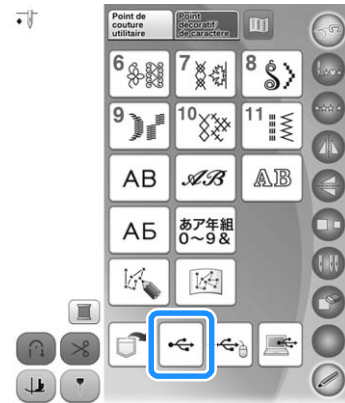 Point de
couture
utilitaire
Point
décoratif/
de caractère
6
7
8
9
10
11
AB
AB
AB
АБ
あア年組
0～9&